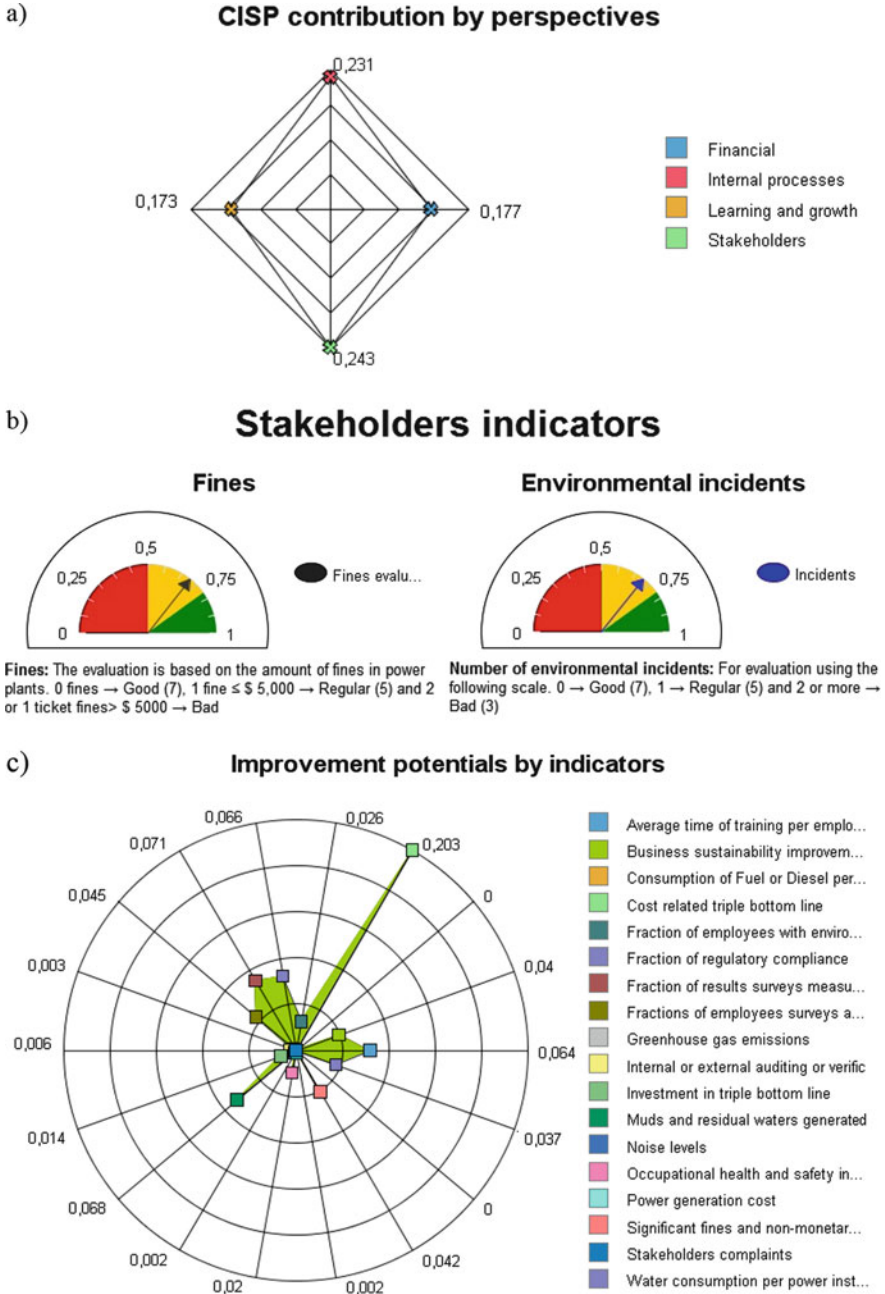 a)
CISP contribution by perspectives
0,231
0,173
0,177
0,243
Financial
Internal processes
Learning and growth
Stakeholders
b)
Stakeholders indicators
Fines
Environmental incidents
0,5
0,25
0,75
0
1
Fines evalu...
0,5
0,25
0,75
0
1
Incidents
Fines: The evaluation is based on the amount of fines in power
plants. 0 fines → Good (7), 1 fine ≤ $ 5,000 → Regular (5) and 2
or 1 ticket fines> $ 5000 → Bad
Number of environmental incidents: For evaluation using the
following scale. 0 → Good (7), 1 → Regular (5) and 2 or more →
Bad (3)
c)
Improvement potentials by indicators
0,066
0,026
0,071
0,203
0,045
0
0,003
0,04
0,006
0,064
0,014
0,037
0,068
0
0,002
0,042
0,02
0,002
Average time of training per emplo...
Business sustainability improvem...
Consumption of Fuel or Diesel per...
Cost related triple bottom line
Fraction of employees with enviro...
Fraction of regulatory compliance
Fraction of results surveys measu...
Fractions of employees surveys a...
Greenhouse gas emissions
Internal or external auditing or verific
Investment in triple bottom line
Muds and residual waters generated
Noise levels
Occupational health and safety in...
Power generation cost
Significant fines and non-monetar...
Stakeholders complaints
Water consumption per power inst...